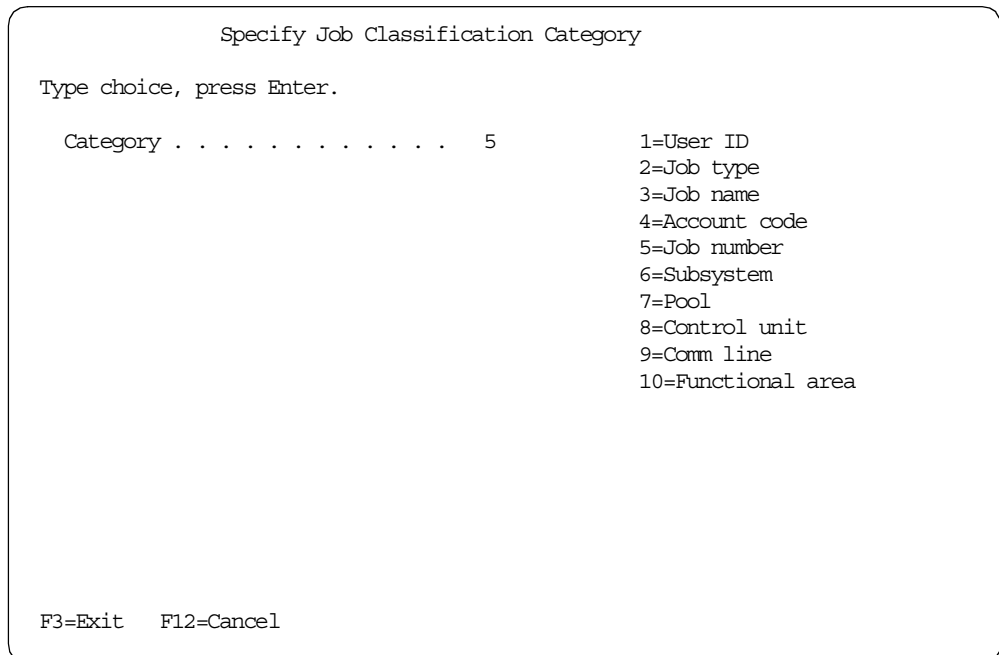 Specify Job Classification Category
Type choice, press Enter.
Category . . . . . . . . . . . . 5 1=User ID
2=Job type
3=Job name
4=Account code
5=Job number
6=Subsystem
7=Pool
8=Control unit
9=Comm line
10=Functional area
F3=Exit F12=Cancel